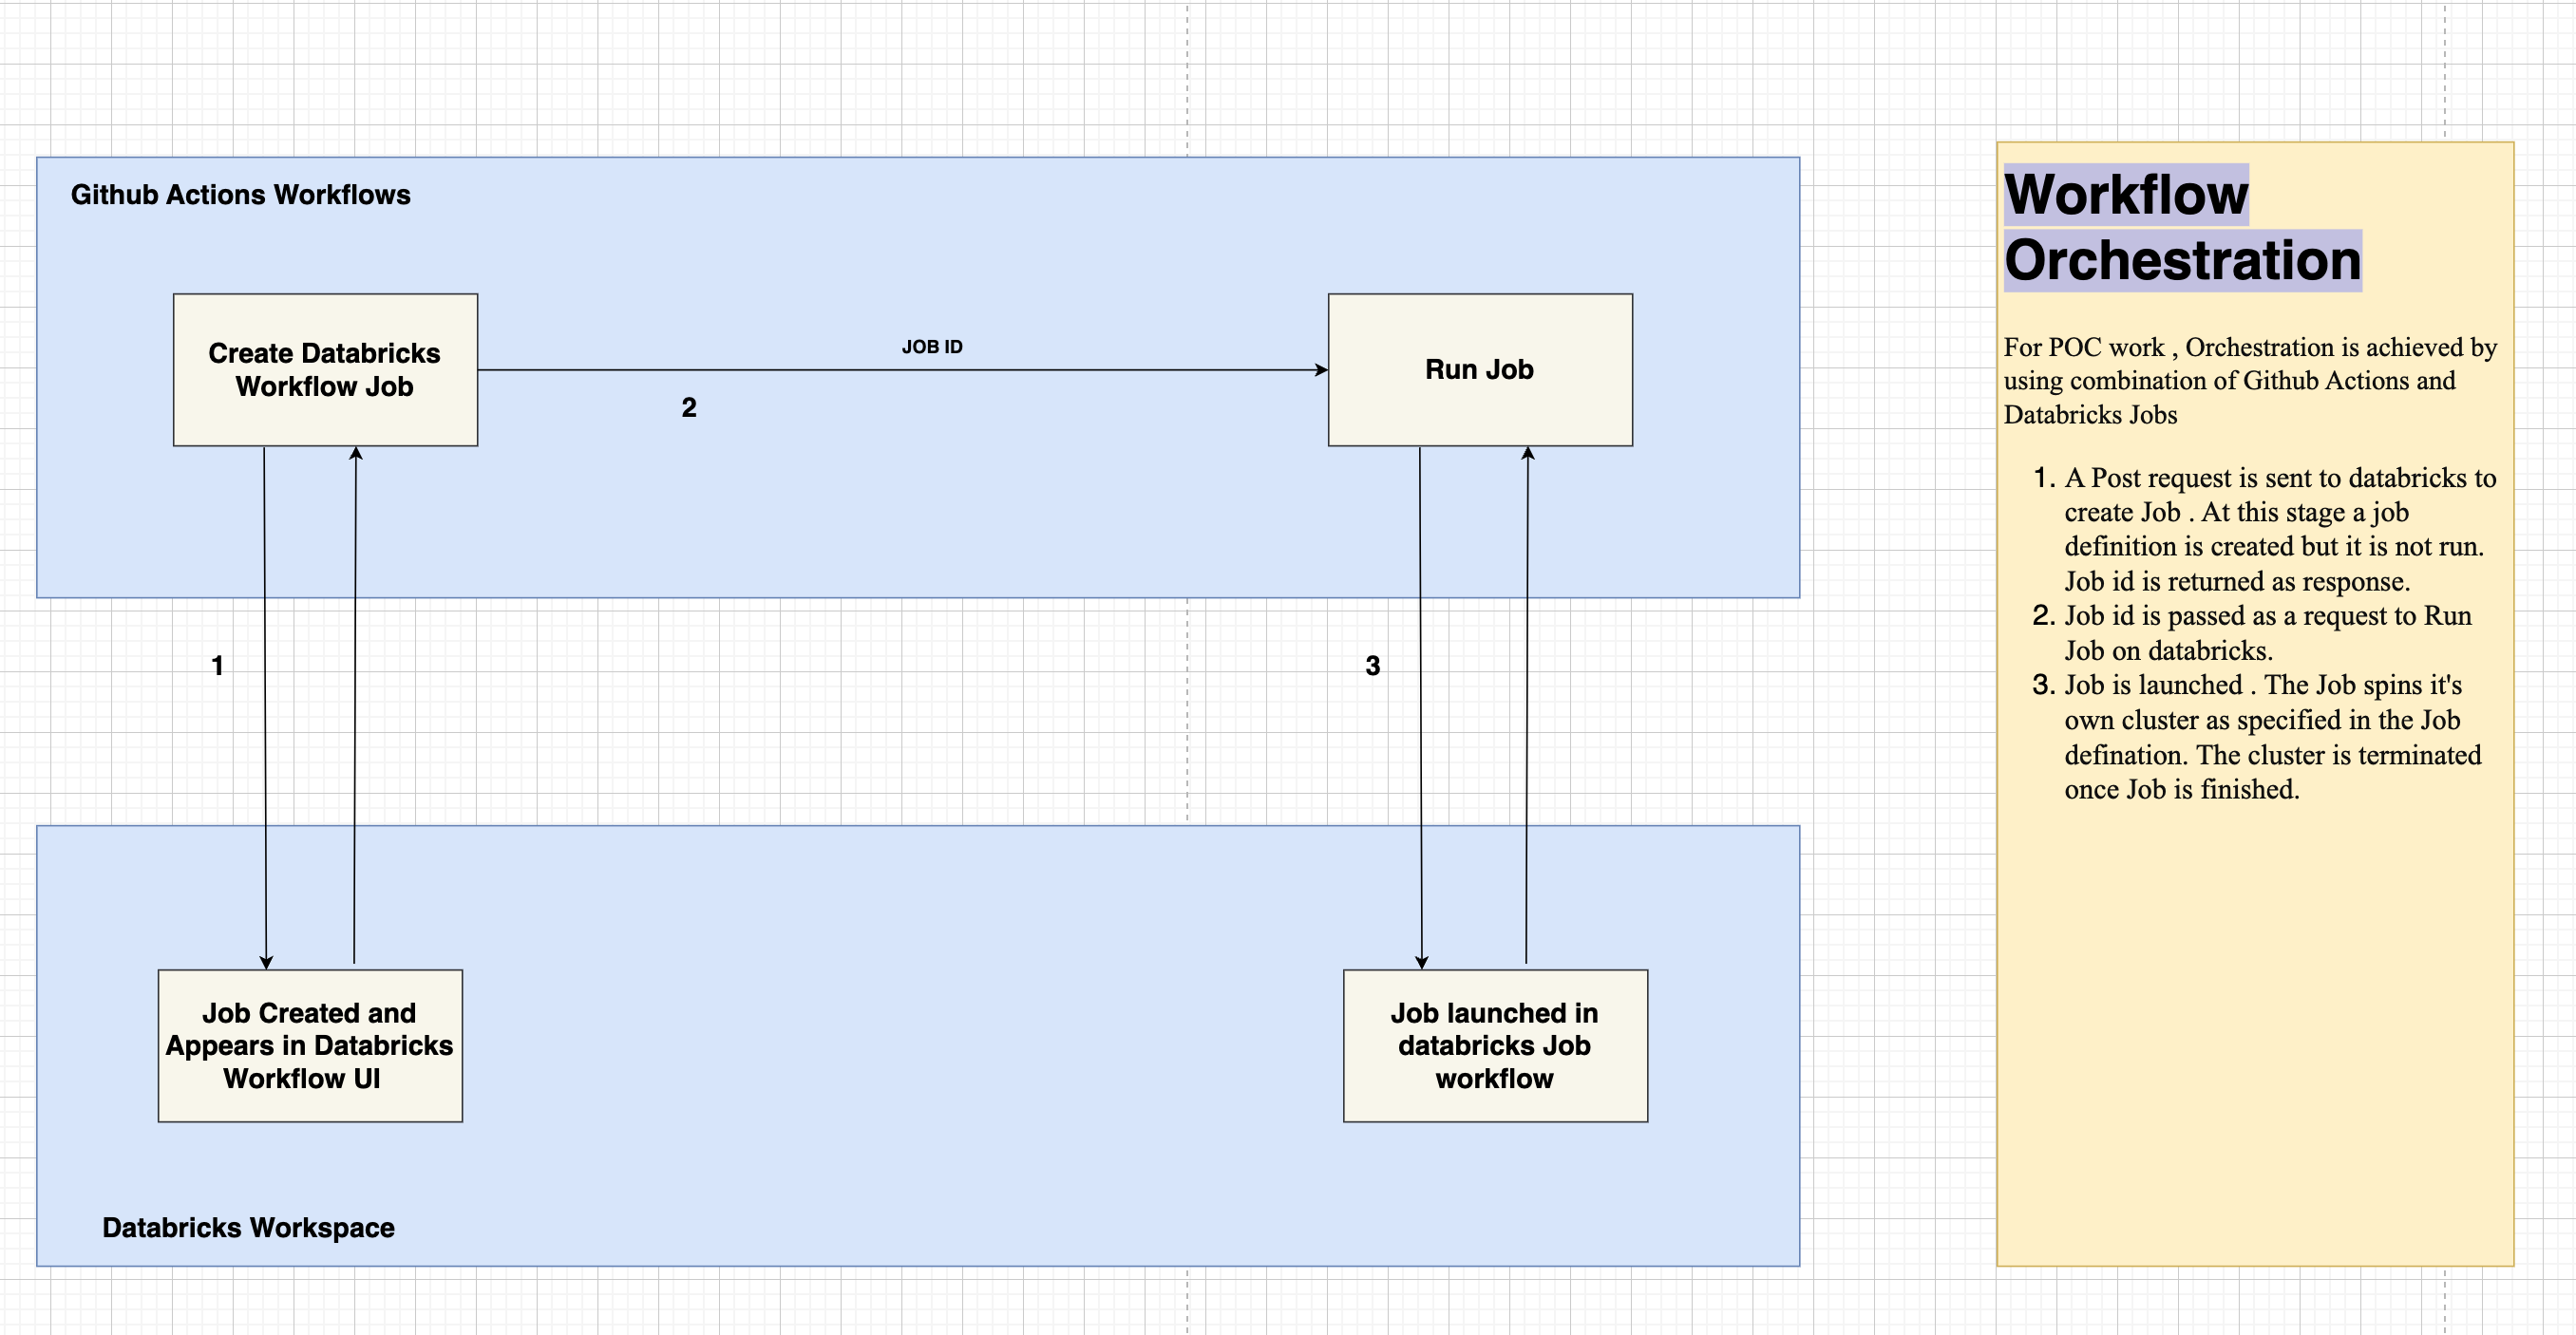 Github Actions Workflows
Create Databricks
Workflow Job
JOB ID
2
Run Job
1
3
Job Created and
Appears in Databricks
Workflow UI
Job launched in
databricks Job
workflow
Databricks Workspace
Workflow
Orchestration
For POC work , Orchestration is achieved by
using combination of Github Actions and
Databricks Jobs
1. A Post request is sent to databricks to
create Job . At this stage a job
definition is created but it is not run.
Job id is returned as response.
2. Job id is passed as a request to Run
Job on databricks.
3. Job is launched . The Job spins it's
own cluster as specified in the Job
defination. The cluster is terminated
once Job is finished.